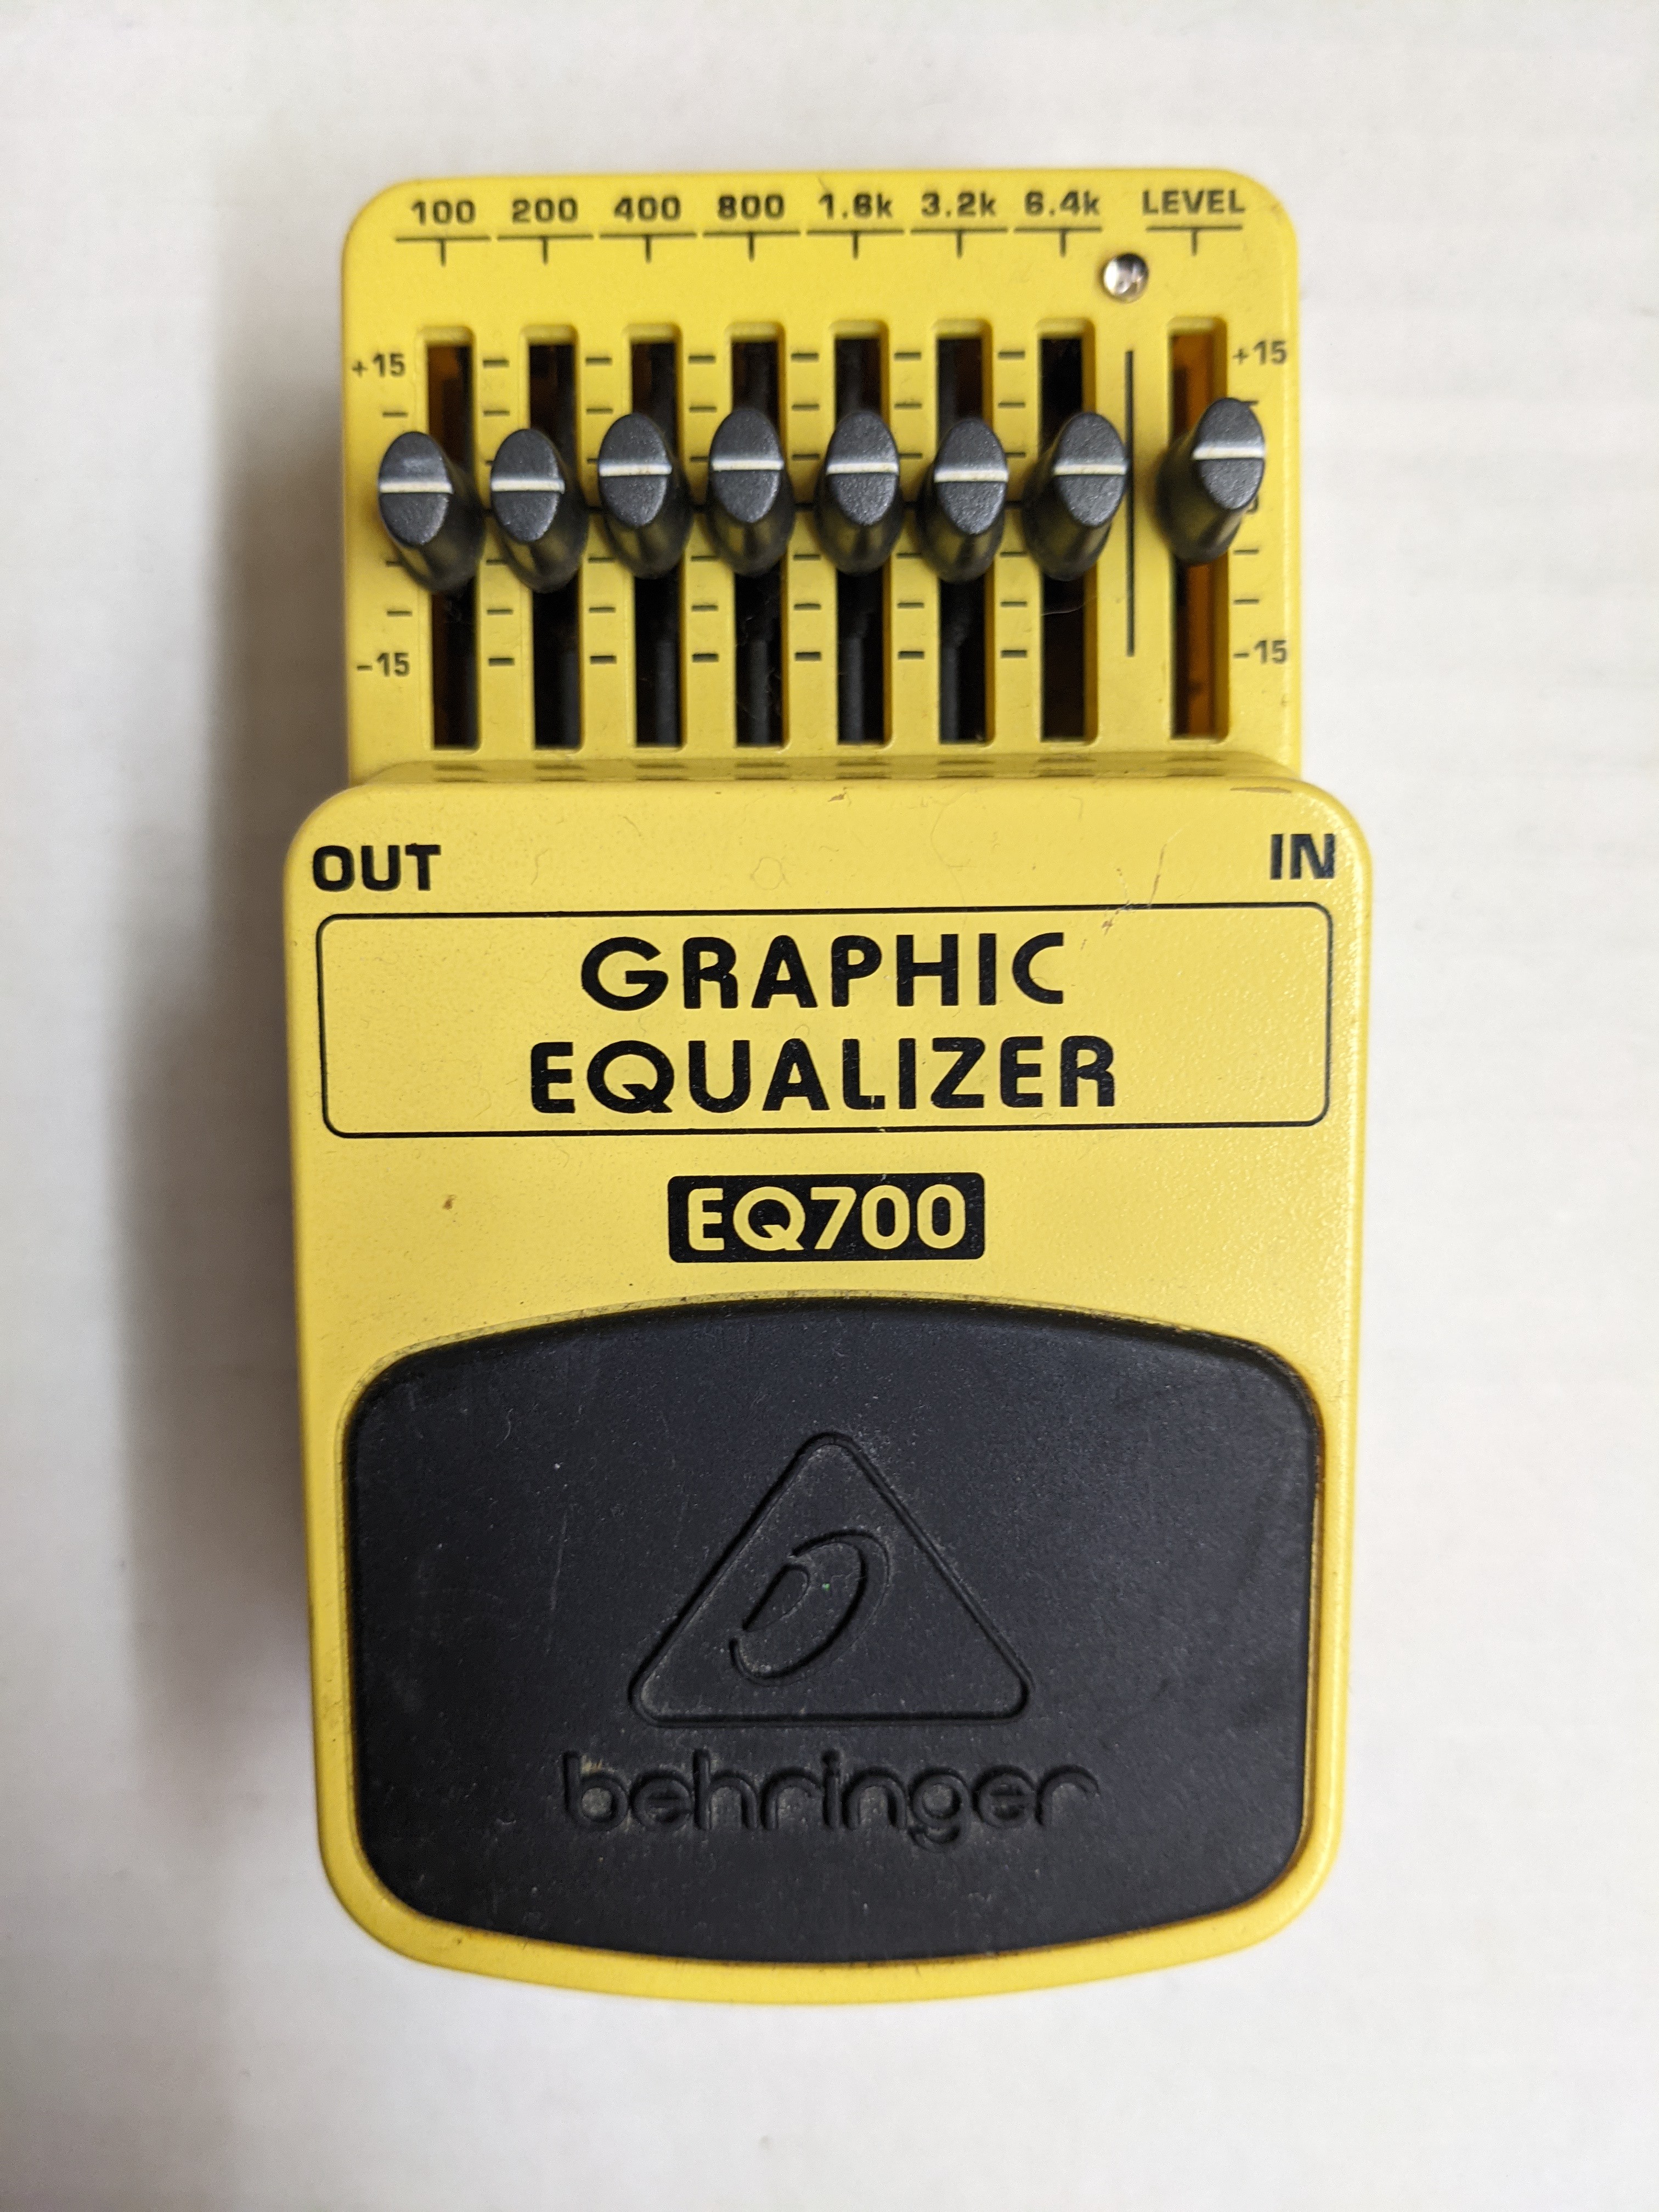 100 200 400 800 1.6k 3.2k 6.4k LEVEL
+15 +15
-15 -15
OUT IN
GRAPHIC
EQUALIZER
EQ700
behringer